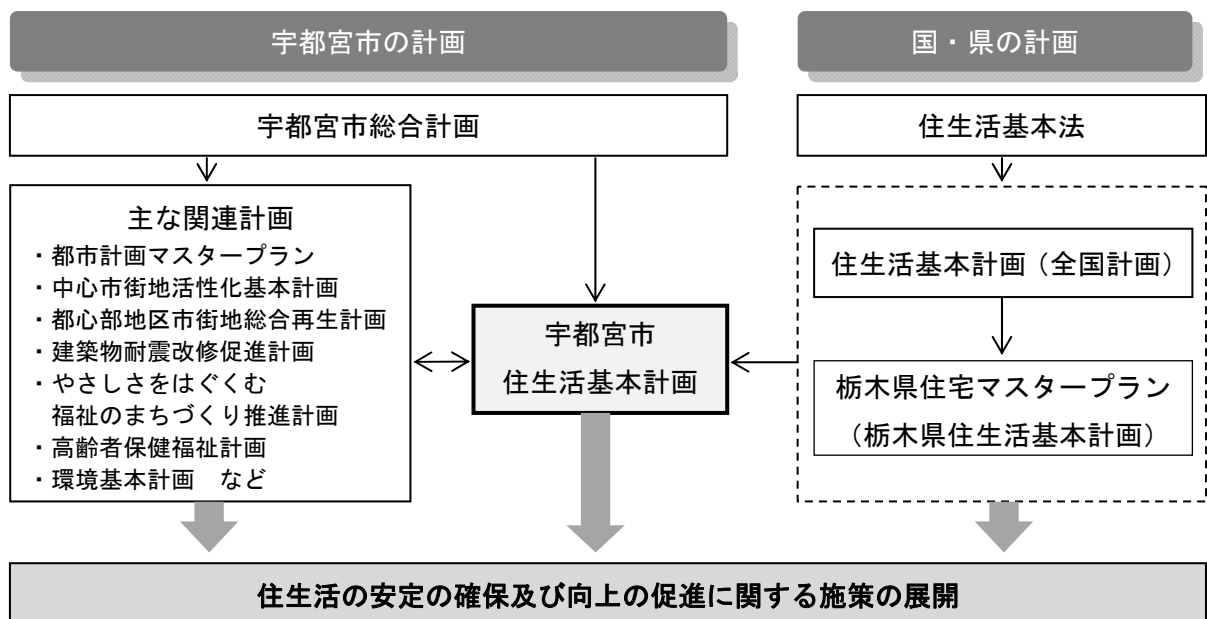 宇都宮市の計画
宇都宮市総合計画
主な関連計画
・都市計画マスタープラン
・中心市街地活性化基本計画
・都心部地区市街地総合再生計画
・建築物耐震改修促進計画
・やさしさをはぐくむ
福祉のまちづくり推進計画
・高齢者保健福祉計画
・環境基本計画　など
宇都宮市
住生活基本計画
国・県の計画
住生活基本法
住生活基本計画（全国計画）
栃木県住宅マスタープラン
（栃木県住生活基本計画）
住生活の安定の確保及び向上の促進に関する施策の展開